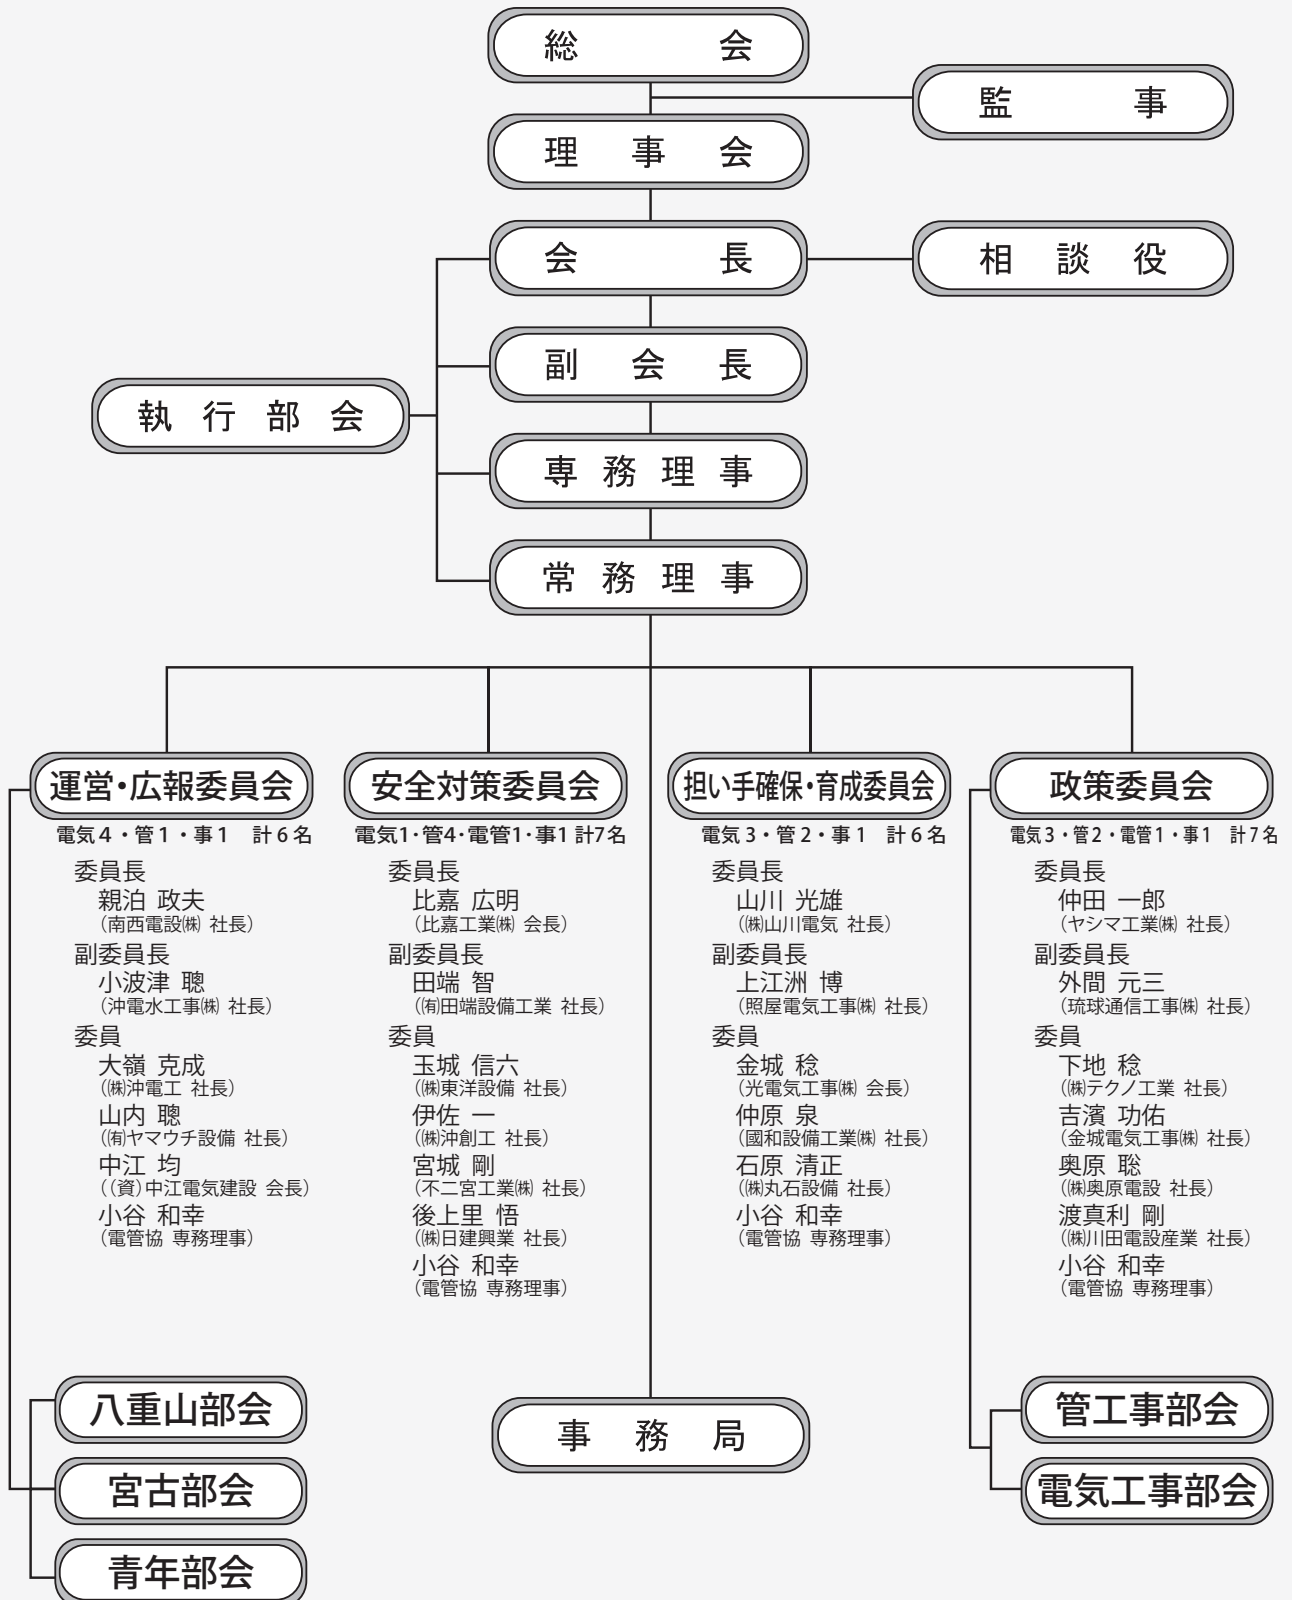 総会
監事
理事会
会長
相談役
副会長
執行部会
専務理事
常務理事
運営・広報委員会
電気４・管１・事１　計６名
委員長
親泊 政夫
（南西電設㈱ 社長）
副委員長
小波津 聰
（沖電水工事㈱ 社長）
委員
大嶺 克成
（㈱沖電工 社長）
山内 聰
（㈲ヤマウチ設備 社長）
中江 均
（（資）中江電気建設 会長）
小谷 和幸
（電管協 専務理事）
安全対策委員会
電気1・管4・電管1・事1 計7名
委員長
比嘉 広明
（比嘉工業㈱ 会長）
副委員長
田端 智
（㈲田端設備工業 社長）
委員
玉城 信六
（㈱東洋設備 社長）
伊佐 一
（㈱沖創工 社長）
宮城 剛
（不二宮工業㈱ 社長）
後上里 悟
（㈱日建興業 社長）
小谷 和幸
（電管協 専務理事）
担い手確保・育成委員会
電気３・管２・事１　計６名
委員長
山川 光雄
（㈱山川電気 社長）
副委員長
上江洲 博
（照屋電気工事㈱ 社長）
委員
金城 稔
（光電気工事㈱ 会長）
仲原 泉
（國和設備工業㈱ 社長）
石原 清正
（㈱丸石設備 社長）
小谷 和幸
（電管協 専務理事）
政策委員会
電気３・管２・電管１・事１　計７名
委員長
仲田 一郎
（ヤシマ工業㈱ 社長）
副委員長
外間 元三
（琉球通信工事㈱ 社長）
委員
下地 稔
（㈱テクノ工業 社長）
吉濱 功佑
（金城電気工事㈱ 社長）
奥原 聡
（㈱奥原電設 社長）
渡真利 剛
（㈱川田電設産業 社長）
小谷 和幸
（電管協 専務理事）
八重山部会
宮古部会
青年部会
事務局
管工事部会
電気工事部会